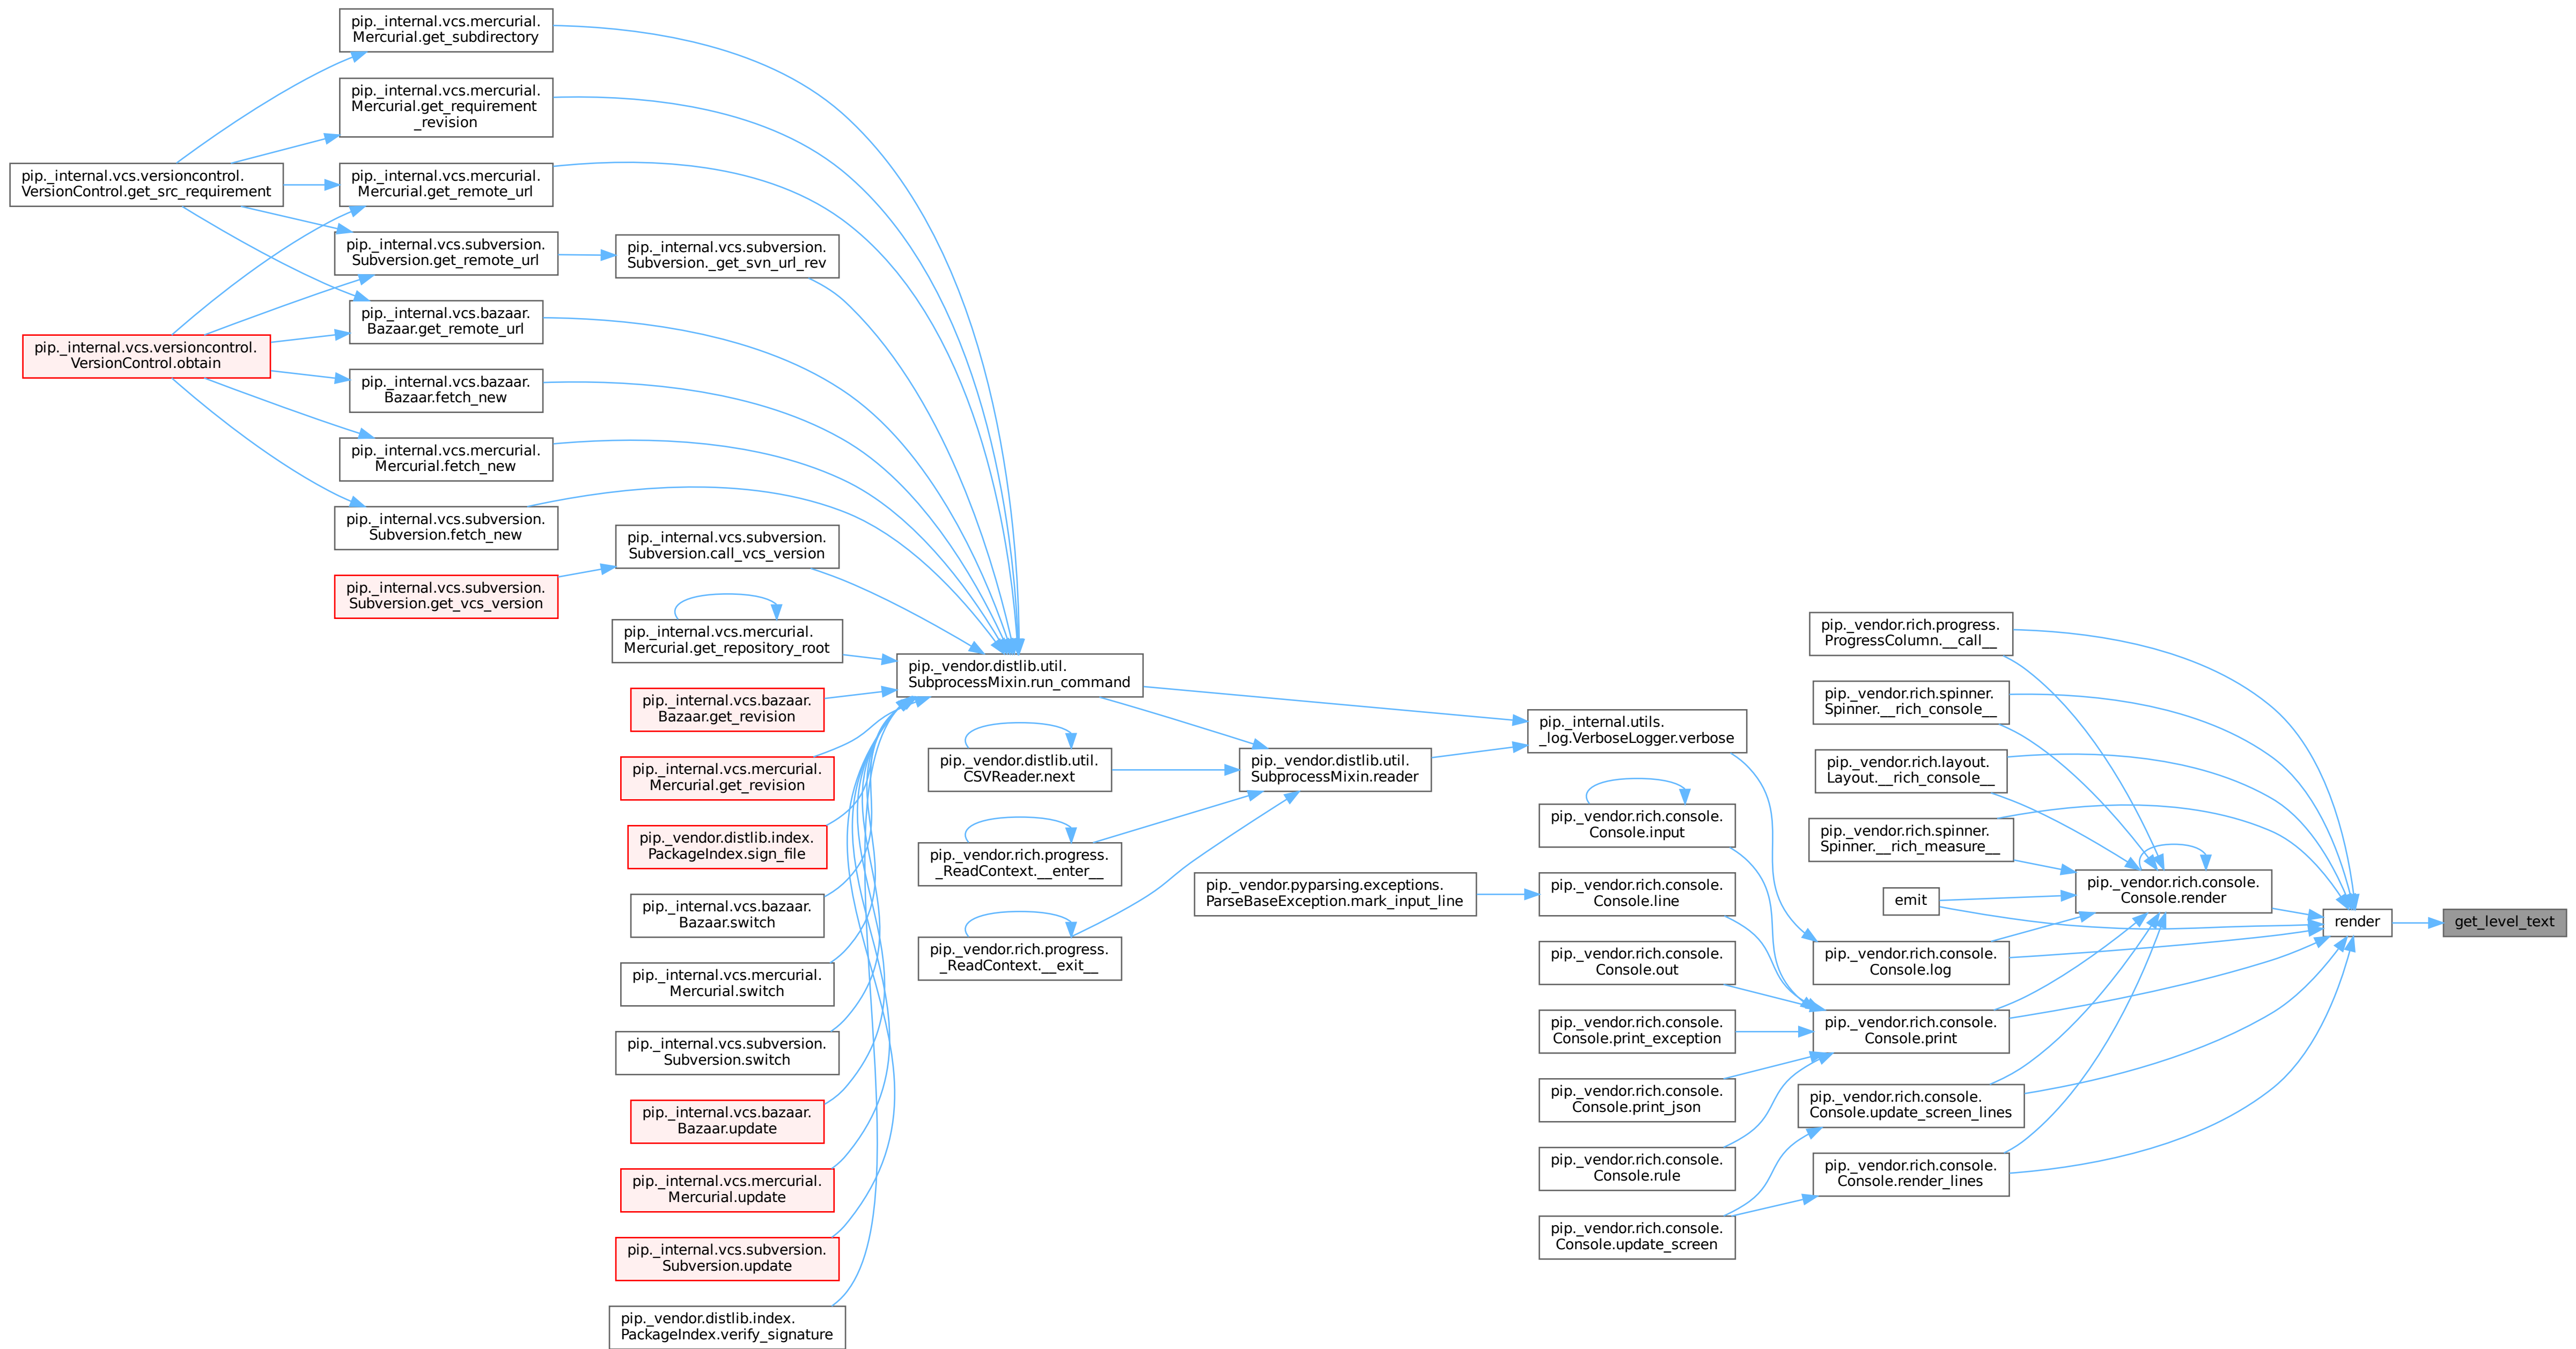 pip._internal.vcs.mercurial.
Mercurial.get_subdirectory
pip._internal.vcs.mercurial.
Mercurial.get_requirement
_revision
pip._internal.vcs.versioncontrol.
VersionControl.get_src_requirement
pip._internal.vcs.mercurial.
Mercurial.get_remote_url
pip._internal.vcs.subversion.
Subversion.get_remote_url
pip._internal.vcs.subversion.
Subversion._get_svn_url_rev
pip._internal.vcs.bazaar.
Bazaar.get_remote_url
pip._internal.vcs.versioncontrol.
VersionControl.obtain
pip._internal.vcs.bazaar.
Bazaar.fetch_new
pip._internal.vcs.mercurial.
Mercurial.fetch_new
pip._internal.vcs.subversion.
Subversion.fetch_new
pip._internal.vcs.subversion.
Subversion.call_vcs_version
pip._internal.vcs.subversion.
Subversion.get_vcs_version
pip._internal.vcs.mercurial.
Mercurial.get_repository_root
pip._internal.vcs.bazaar.
Bazaar.get_revision
pip._internal.vcs.mercurial.
Mercurial.get_revision
pip._vendor.distlib.index.
PackageIndex.sign_file
pip._internal.vcs.bazaar.
Bazaar.switch
pip._internal.vcs.mercurial.
Mercurial.switch
pip._internal.vcs.subversion.
Subversion.switch
pip._internal.vcs.bazaar.
Bazaar.update
pip._internal.vcs.mercurial.
Mercurial.update
pip._internal.vcs.subversion.
Subversion.update
pip._vendor.distlib.index.
PackageIndex.verify_signature
pip._vendor.distlib.util.
SubprocessMixin.run_command
pip._vendor.distlib.util.
CSVReader.next
pip._vendor.rich.progress.
_ReadContext.__enter__
pip._vendor.rich.progress.
_ReadContext.__exit__
pip._vendor.distlib.util.
SubprocessMixin.reader
pip._vendor.pyparsing.exceptions.
ParseBaseException.mark_input_line
pip._internal.utils.
_log.VerboseLogger.verbose
pip._vendor.rich.console.
Console.input
pip._vendor.rich.console.
Console.line
pip._vendor.rich.console.
Console.out
pip._vendor.rich.console.
Console.print_exception
pip._vendor.rich.console.
Console.print_json
pip._vendor.rich.console.
Console.rule
pip._vendor.rich.console.
Console.update_screen
pip._vendor.rich.progress.
ProgressColumn.__call__
pip._vendor.rich.spinner.
Spinner.__rich_console__
pip._vendor.rich.layout.
Layout.__rich_console__
pip._vendor.rich.spinner.
Spinner.__rich_measure__
emit
pip._vendor.rich.console.
Console.log
pip._vendor.rich.console.
Console.print
pip._vendor.rich.console.
Console.update_screen_lines
pip._vendor.rich.console.
Console.render_lines
pip._vendor.rich.console.
Console.render
render
get_level_text